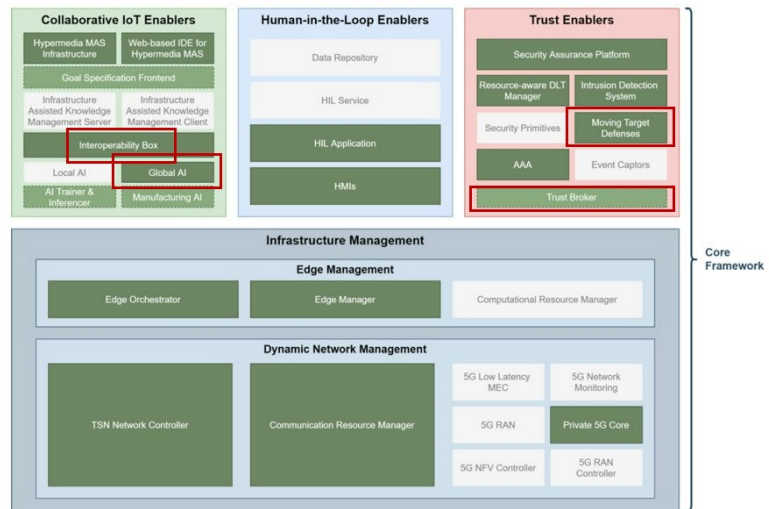 Collaborative IoT Enablers
Hypermedia MAS
Infrastructure
Web-based IDE for
Hypermedia MAS
Goal Specification Frontend
Infrastructure
Assisted Knowledge
Management Server
Infrastructure
Assisted Knowledge
Management Client
Interoperability Box
Local AI
Global AI
AI Trainer &
Inferencer
Manufacturing AI
Human-in-the-Loop Enablers
Data Repository
HIL Service
HIL Application
HMIs
Trust Enablers
Security Assurance Platform
Resource-aware DLT
Manager
Intrusion Detection
System
Security Primitives
Moving Target
Defenses
AAA
Event Captors
Trust Broker
Infrastructure Management
Edge Management
Edge Orchestrator
Edge Manager
Computational Resource Manager
Dynamic Network Management
TSN Network Controller
Communication Resource Manager
5G Low Latency
MEC
5G Network
Monitoring
5G RAN
Private 5G Core
5G NFV Controller
5G RAN
Controller
Core
Framework